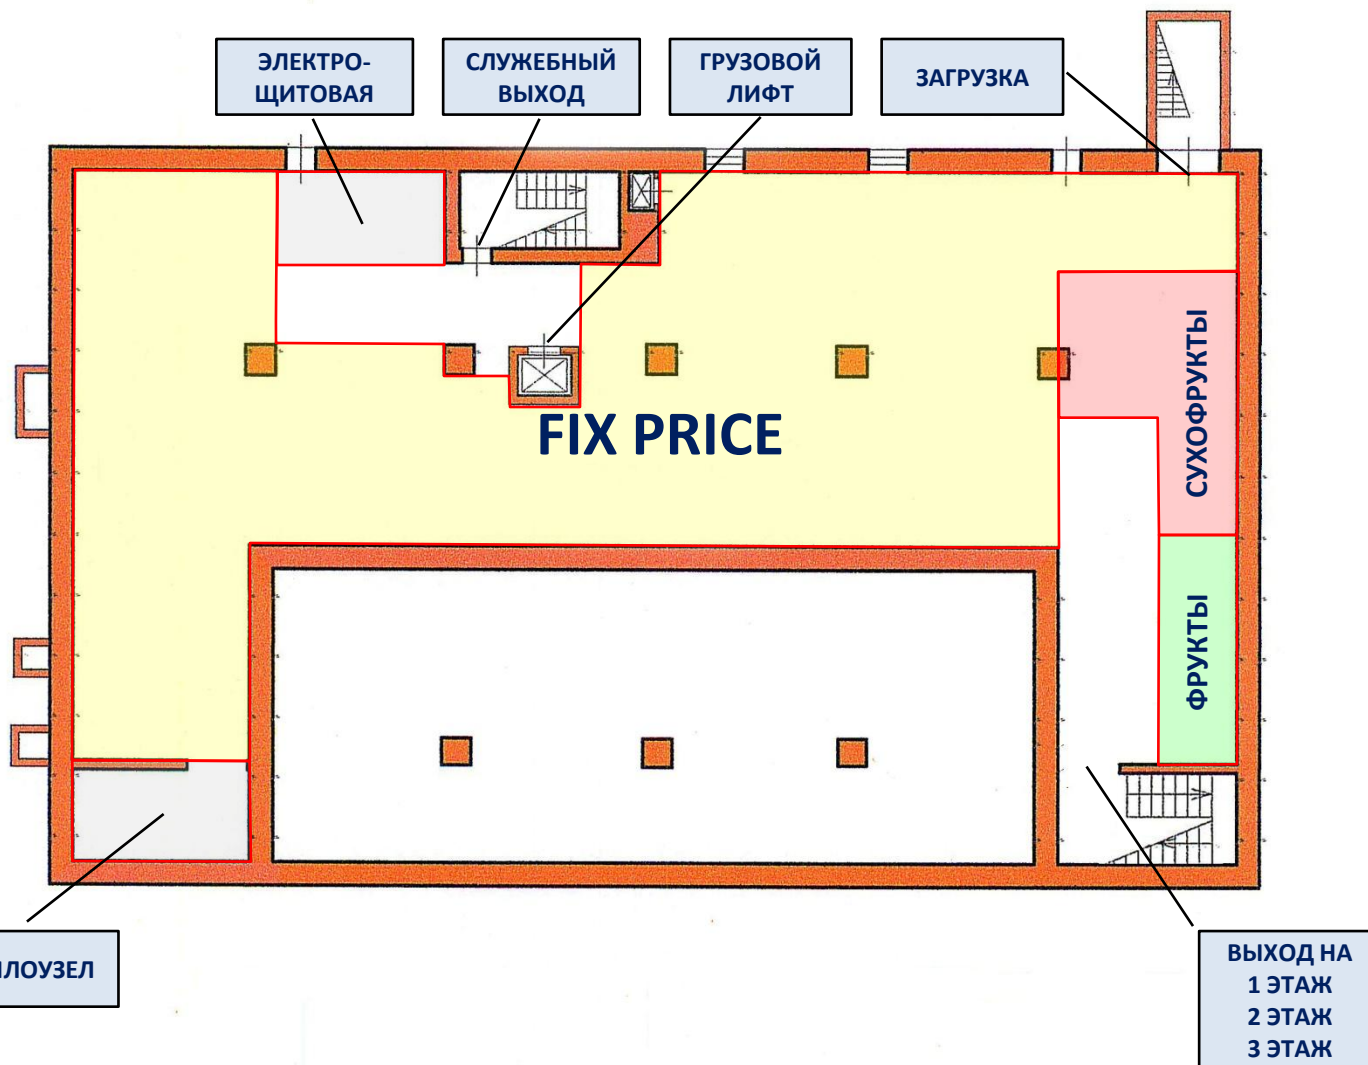 ЭЛЕКТРО-
ЩИТОВАЯ
СЛУЖЕБНЫЙ
ВЫХОД
ГРУЗОВОЙ
ЛИФТ
ЗАГРУЗКА
СУХОФРУКТЫ
FIX PRICE
ФРУКТЫ
ЛОУЗЕЛ
ВЫХОД НА
1 ЭТАЖ
2 ЭТАЖ
3 ЭТАЖ